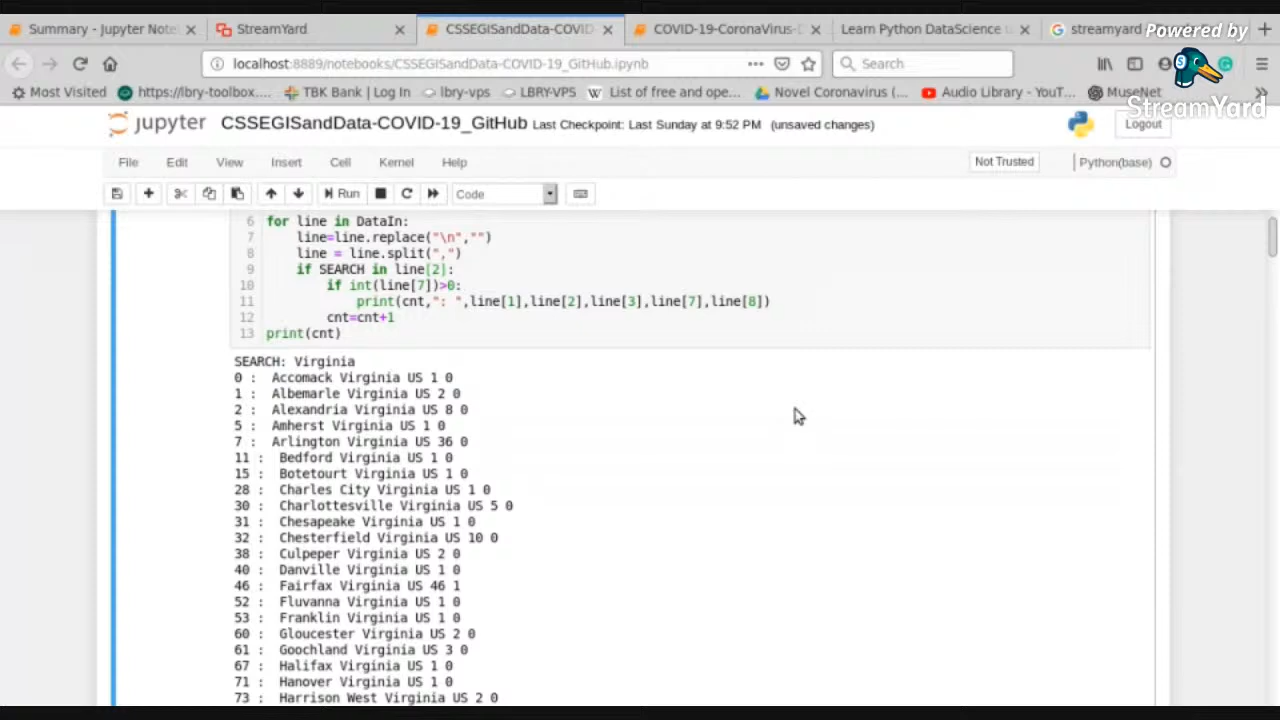 Summary - Jupyter Note
StreamYard
CSSEGISandData-COVID-
COVID-19-CoronaVirus-D
Learn Python DataScience
streamyard
Powered by
localhost:8889/notebooks/CSSEGISandData-COVID-19_GitHub.ipynb
Search
Most Visited
https://lbry-toolbox....
TBK Bank | Log In
lbry-vps
LBRY-VPS
List of free and ope...
Novel Coronavirus (...
Audio Library - YouT...
MuseNet
StreamYard
jupyter
CSSEGISandData-COVID-19_GitHub Last Checkpoint: Last Sunday at 9:52 PM (unsaved changes)
Logout
File Edit View Insert Cell Kernel Help
Not Trusted
Python(base)
Run
Code
6 for line in DataIn:
7 line=line.replace("\n","")
8 line = line.split(",")
9 if SEARCH in line[2]:
10 if int(line[7])>0:
11 print(cnt,": ",line[1],line[2],line[3],line[7],line[8])
12 cnt=cnt+1
13 print(cnt)
SEARCH: Virginia
0 : Accomack Virginia US 1 0
1 : Albemarle Virginia US 2 0
2 : Alexandria Virginia US 8 0
5 : Amherst Virginia US 1 0
7 : Arlington Virginia US 36 0
11 : Bedford Virginia US 1 0
15 : Botetourt Virginia US 1 0
28 : Charles City Virginia US 1 0
30 : Charlottesville Virginia US 5 0
31 : Chesapeake Virginia US 1 0
32 : Chesterfield Virginia US 10 0
38 : Culpeper Virginia US 2 0
40 : Danville Virginia US 1 0
46 : Fairfax Virginia US 46 1
52 : Fluvanna Virginia US 1 0
53 : Franklin Virginia US 1 0
60 : Gloucester Virginia US 2 0
61 : Goochland Virginia US 3 0
67 : Halifax Virginia US 1 0
71 : Hanover Virginia US 1 0
73 : Harrison West Virginia US 2 0